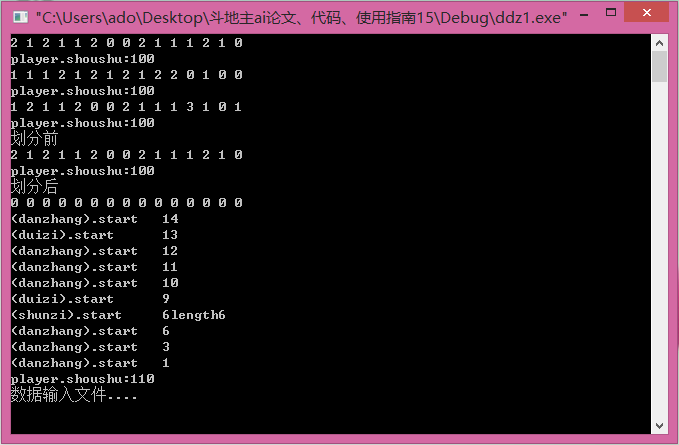 "C:\Users\ado\Desktop\斗地主ai论文、代码、使用指南15\Debug\ddz1.exe"
2 1 2 1 1 2 0 0 2 1 1 1 2 1 0
player.shoushu:100
1 1 1 2 1 2 1 2 1 2 2 0 1 0 0
player.shoushu:100
1 2 1 1 2 0 0 2 1 1 1 3 1 0 1
player.shoushu:100
划分前
2 1 2 1 1 2 0 0 2 1 1 1 2 1 0
player.shoushu:100
划分后
0 0 0 0 0 0 0 0 0 0 0 0 0 0 0
(danzhang).start   14
(duizi).start      13
(danzhang).start   12
(danzhang).start   11
(danzhang).start   10
(duizi).start      9
(shunzi).start     6length6
(danzhang).start   6
(danzhang).start   3
(danzhang).start   1
player.shoushu:110
数据输入文件....